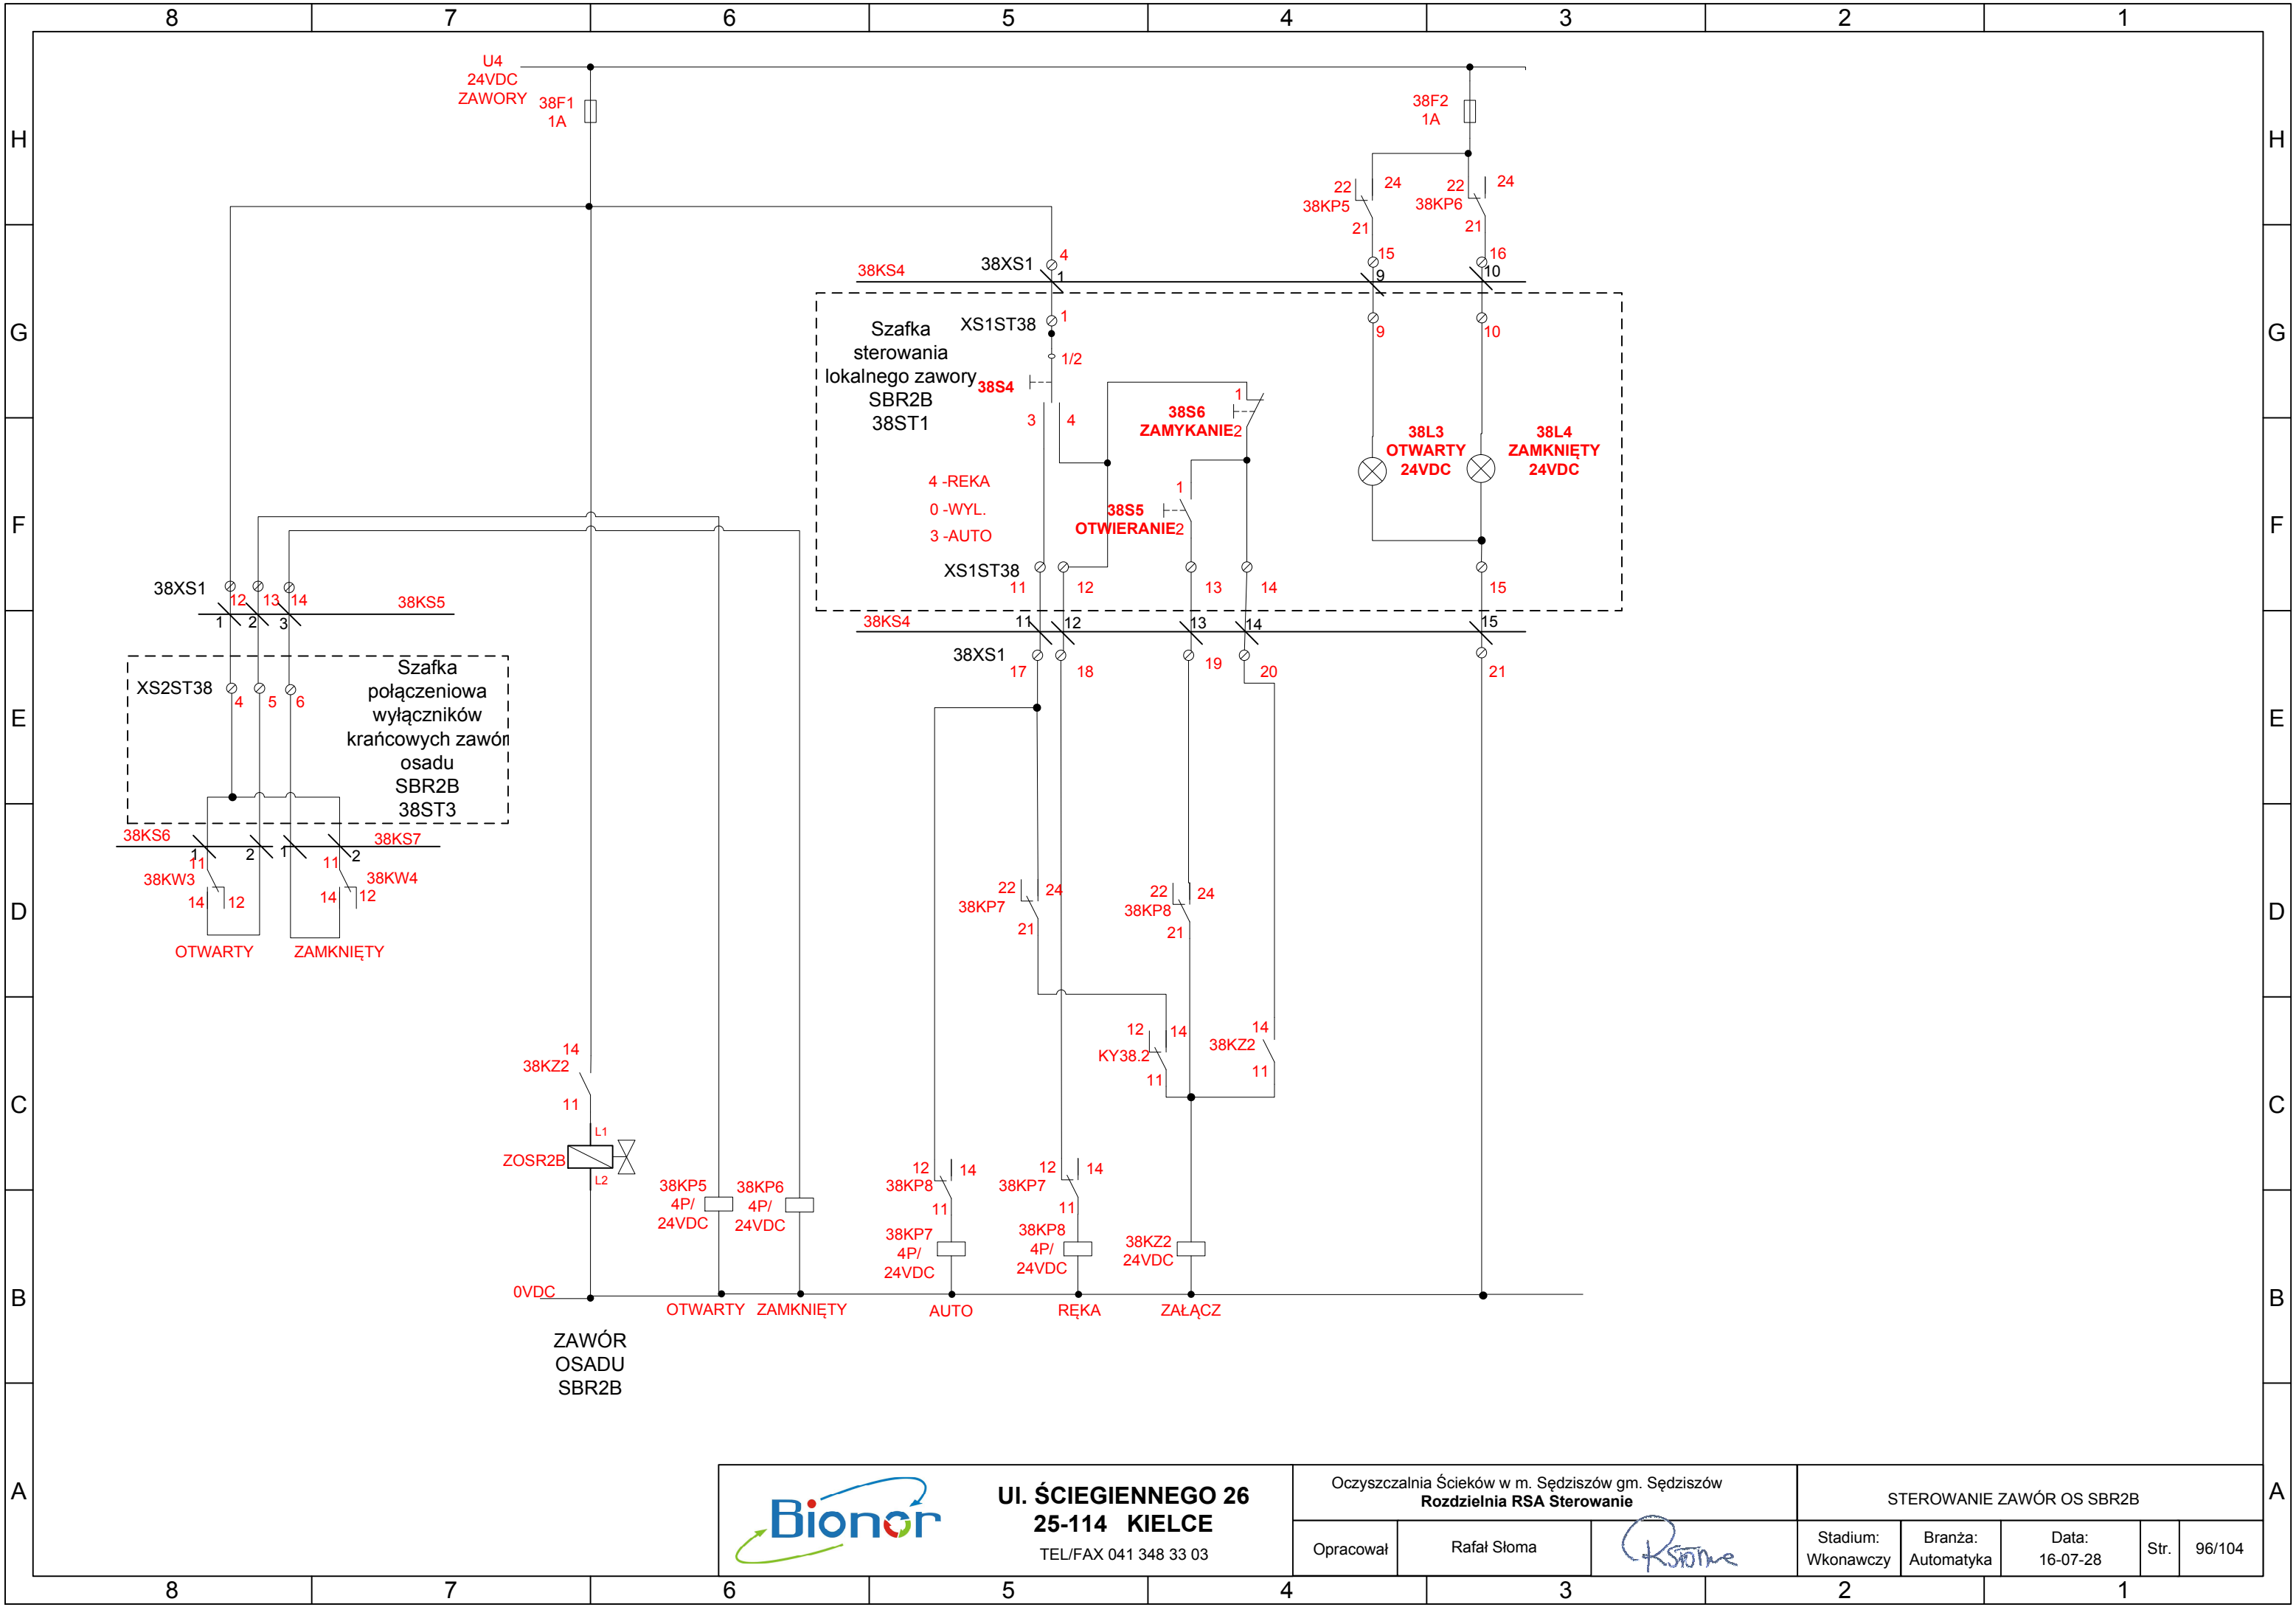 8 7 6 5 4 3 2 1
H
H
G
G
F
F
E
E
D
D
C
C
B
B
A
A
U4
24VDC
ZAWORY
38F1
1A
38F2
1A
22
24
38KP5
21
22
24
38KP6
21
15
16
38KS4
38XS1
4
1
9
10
XS1ST38
1
9
10
Szafka
sterowania
lokalnego zawory
SBR2B
38ST1
1/2
38S4
3
4
1
38S6
ZAMYKANIE
2
38L3
OTWARTY
24VDC
38L4
ZAMKNIĘTY
24VDC
4 -REKA
0 -WYL.
3 -AUTO
1
38S5
OTWIERANIE
2
XS1ST38
11
12
13
14
15
38KS4
11
12
13
14
15
38XS1
17
18
19
20
21
38XS1
12
13
14
38KS5
1
2
3
Szafka
połączeniowa
wyłączników
krańcowych zawór
osadu
SBR2B
38ST3
XS2ST38
4
5
6
38KS6
1
2
1
2
38KS7
11
38KW3
14
12
11
38KW4
14
12
OTWARTY
ZAMKNIĘTY
22
24
38KP7
21
22
24
38KP8
21
12
14
KY38.2
11
14
38KZ2
11
14
38KZ2
11
L1
ZOSR2B
L2
38KP5
4P/
24VDC
38KP6
4P/
24VDC
12
14
38KP8
11
38KP7
4P/
24VDC
12
14
38KP7
11
38KP8
4P/
24VDC
38KZ2
24VDC
0VDC
OTWARTY
ZAMKNIĘTY
AUTO
RĘKA
ZAŁĄCZ
ZAWÓR
OSADU
SBR2B
Bionor
Ul. ŚCIEGIENNEGO 26
25-114 KIELCE
TEL/FAX 041 348 33 03
Oczyszczalnia Ścieków w m. Sędziszów gm. Sędziszów
Rozdzielnia RSA Sterowanie
Opracował
Rafał Słoma
RSłoma
STEROWANIE ZAWÓR OS SBR2B
Stadium:
Wkonawczy
Branża:
Automatyka
Data:
16-07-28
Str.
96/104
8 7 6 5 4 3 2 1